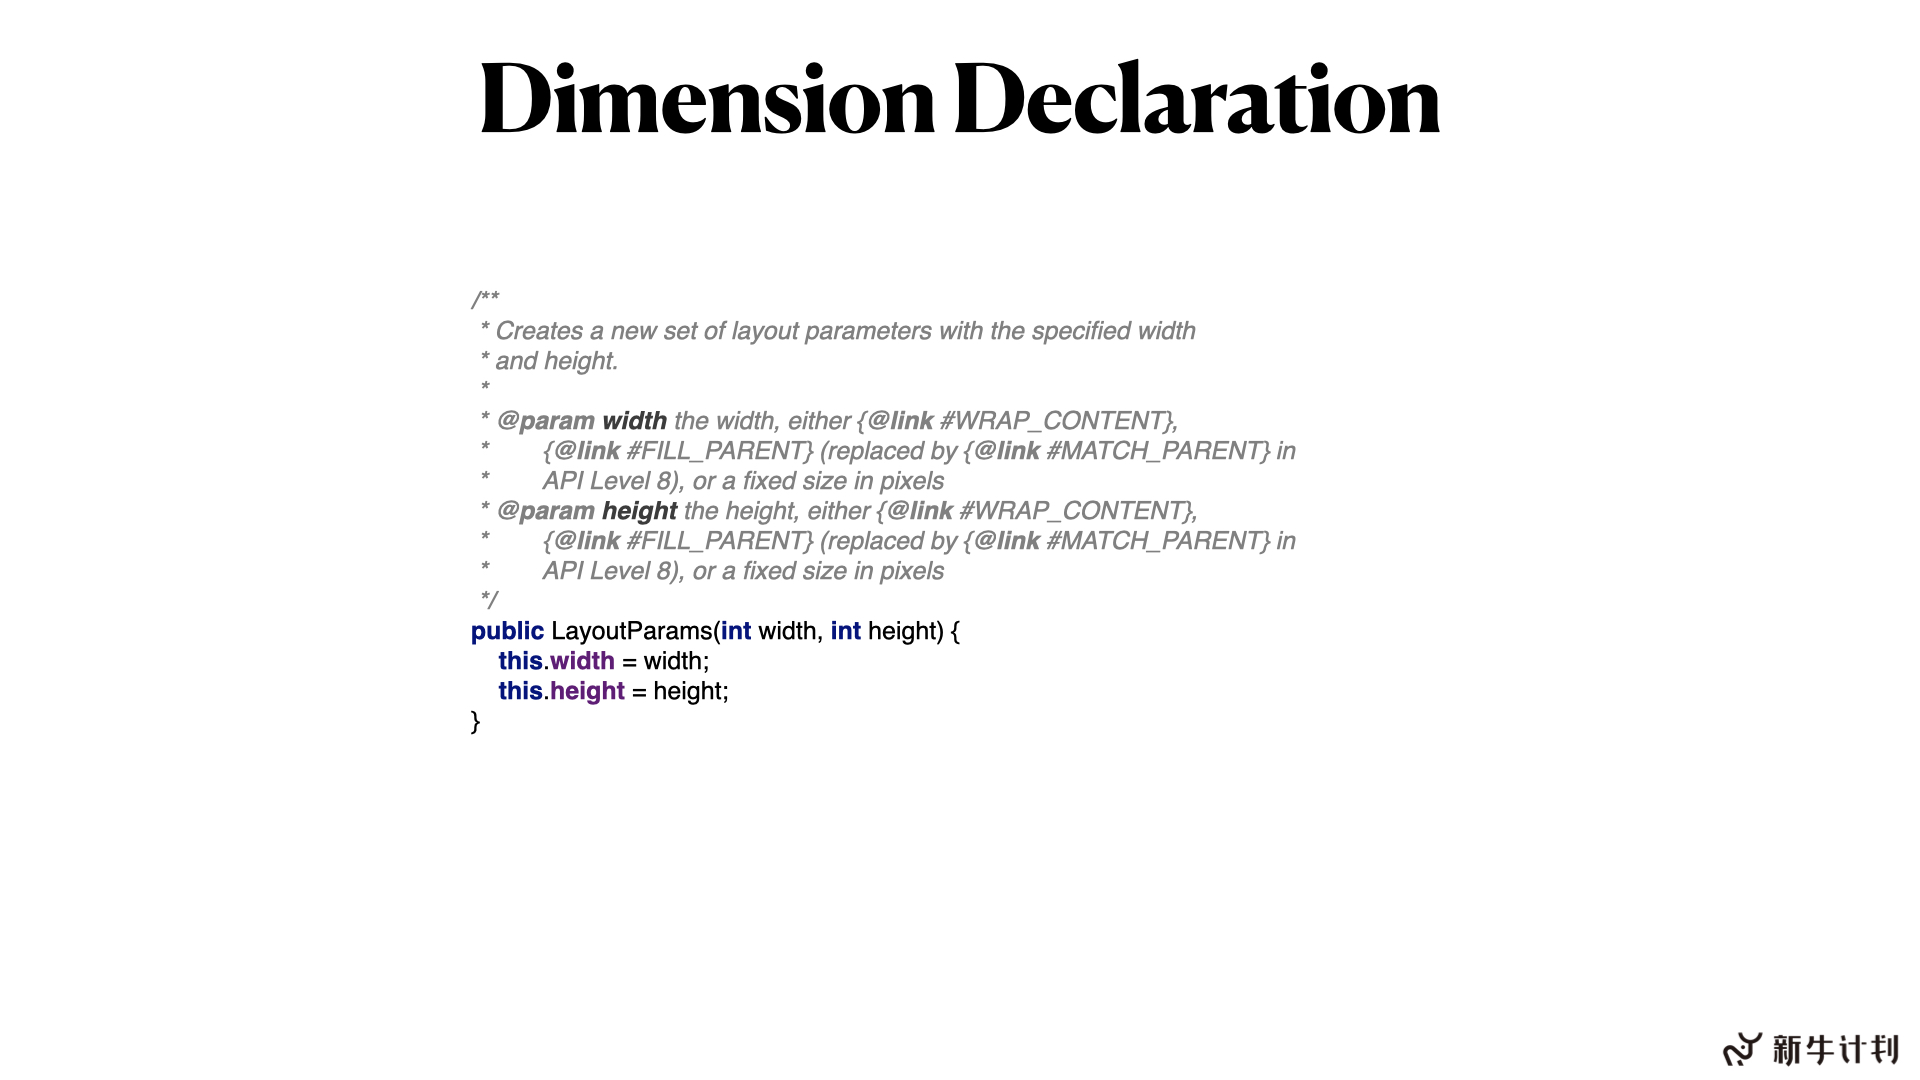 Dimension Declaration
/**
* Creates a new set of layout parameters with the specified width
* and height.
*
* @param width the width, either {@link #WRAP_CONTENT},
* {@link #FILL_PARENT} (replaced by {@link #MATCH_PARENT} in
* API Level 8), or a fixed size in pixels
* @param height the height, either {@link #WRAP_CONTENT},
* {@link #FILL_PARENT} (replaced by {@link #MATCH_PARENT} in
* API Level 8), or a fixed size in pixels
*/
public LayoutParams(int width, int height) {
this.width = width;
this.height = height;
}
新牛计划